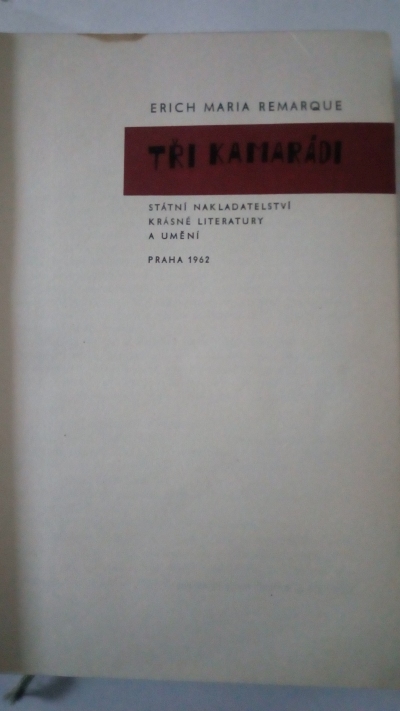 ERICH MARIA REMARQUE
TŘI KAMARÁDI
STÁTNÍ NAKLADATELSTVÍ
KRÁSNÉ LITERATURY
A UMĚNÍ
PRAHA 1962